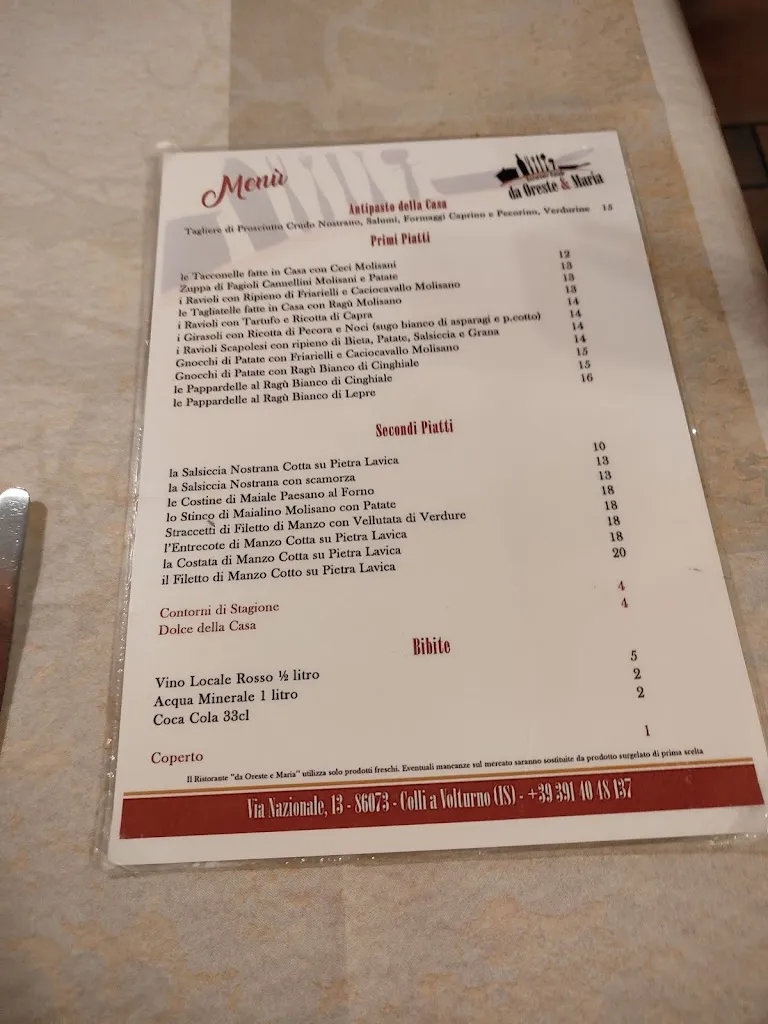 Menù
da Oreste & Maria
Antipasto della Casa
Tagliere di Prosciutto Crudo Nostrano, Salumi, Formaggi Caprino e Pecorino, Verdurine 15
Primi Piatti
le Tacconelle fatte in Casa con Ceci Molisani 12
Zuppa di Fagioli Cannellini Molisani e Patate 13
i Ravioli con Ripieno di Friarielli e Caciocavallo Molisano 13
le Tagliatelle fatte in Casa con Ragù Molisano 13
i Ravioli con Tartufo e Ricotta di Capra 14
i Girasoli con Ricotta di Pecora e Noci (sugo bianco di asparagi e p.cotto) 14
i Ravioli Scapolesi con ripieno di Bieta, Patate, Salsiccia e Grana 14
Gnocchi di Patate con Friarielli e Caciocavallo Molisano 14
Gnocchi di Patate con Ragù Bianco di Cinghiale 15
le Pappardelle al Ragù Bianco di Cinghiale 15
le Pappardelle al Ragù Bianco di Lepre 16
Secondi Piatti
la Salsiccia Nostrana Cotta su Pietra Lavica 10
la Salsiccia Nostrana con scamorza 13
le Costine di Maiale Paesano al Forno 13
lo Stinco di Maialino Molisano con Patate 18
Straccetti di Filetto di Manzo con Vellutata di Verdure 18
l'Entrecote di Manzo Cotta su Pietra Lavica 18
la Costata di Manzo Cotta su Pietra Lavica 18
il Filetto di Manzo Cotto su Pietra Lavica 20
Contorni di Stagione 4
Dolce della Casa 4
Bibite
Vino Locale Rosso ½ litro 5
Acqua Minerale 1 litro 2
Coca Cola 33cl 2
Coperto 1
Il Ristorante "da Oreste e Maria" utilizza solo prodotti freschi. Eventuali mancanze sul mercato saranno sostituite da prodotto surgelato di prima scelta
Via Nazionale, 13 - 86073 - Colli a Volturno (IS) - +39 391 40 48 137